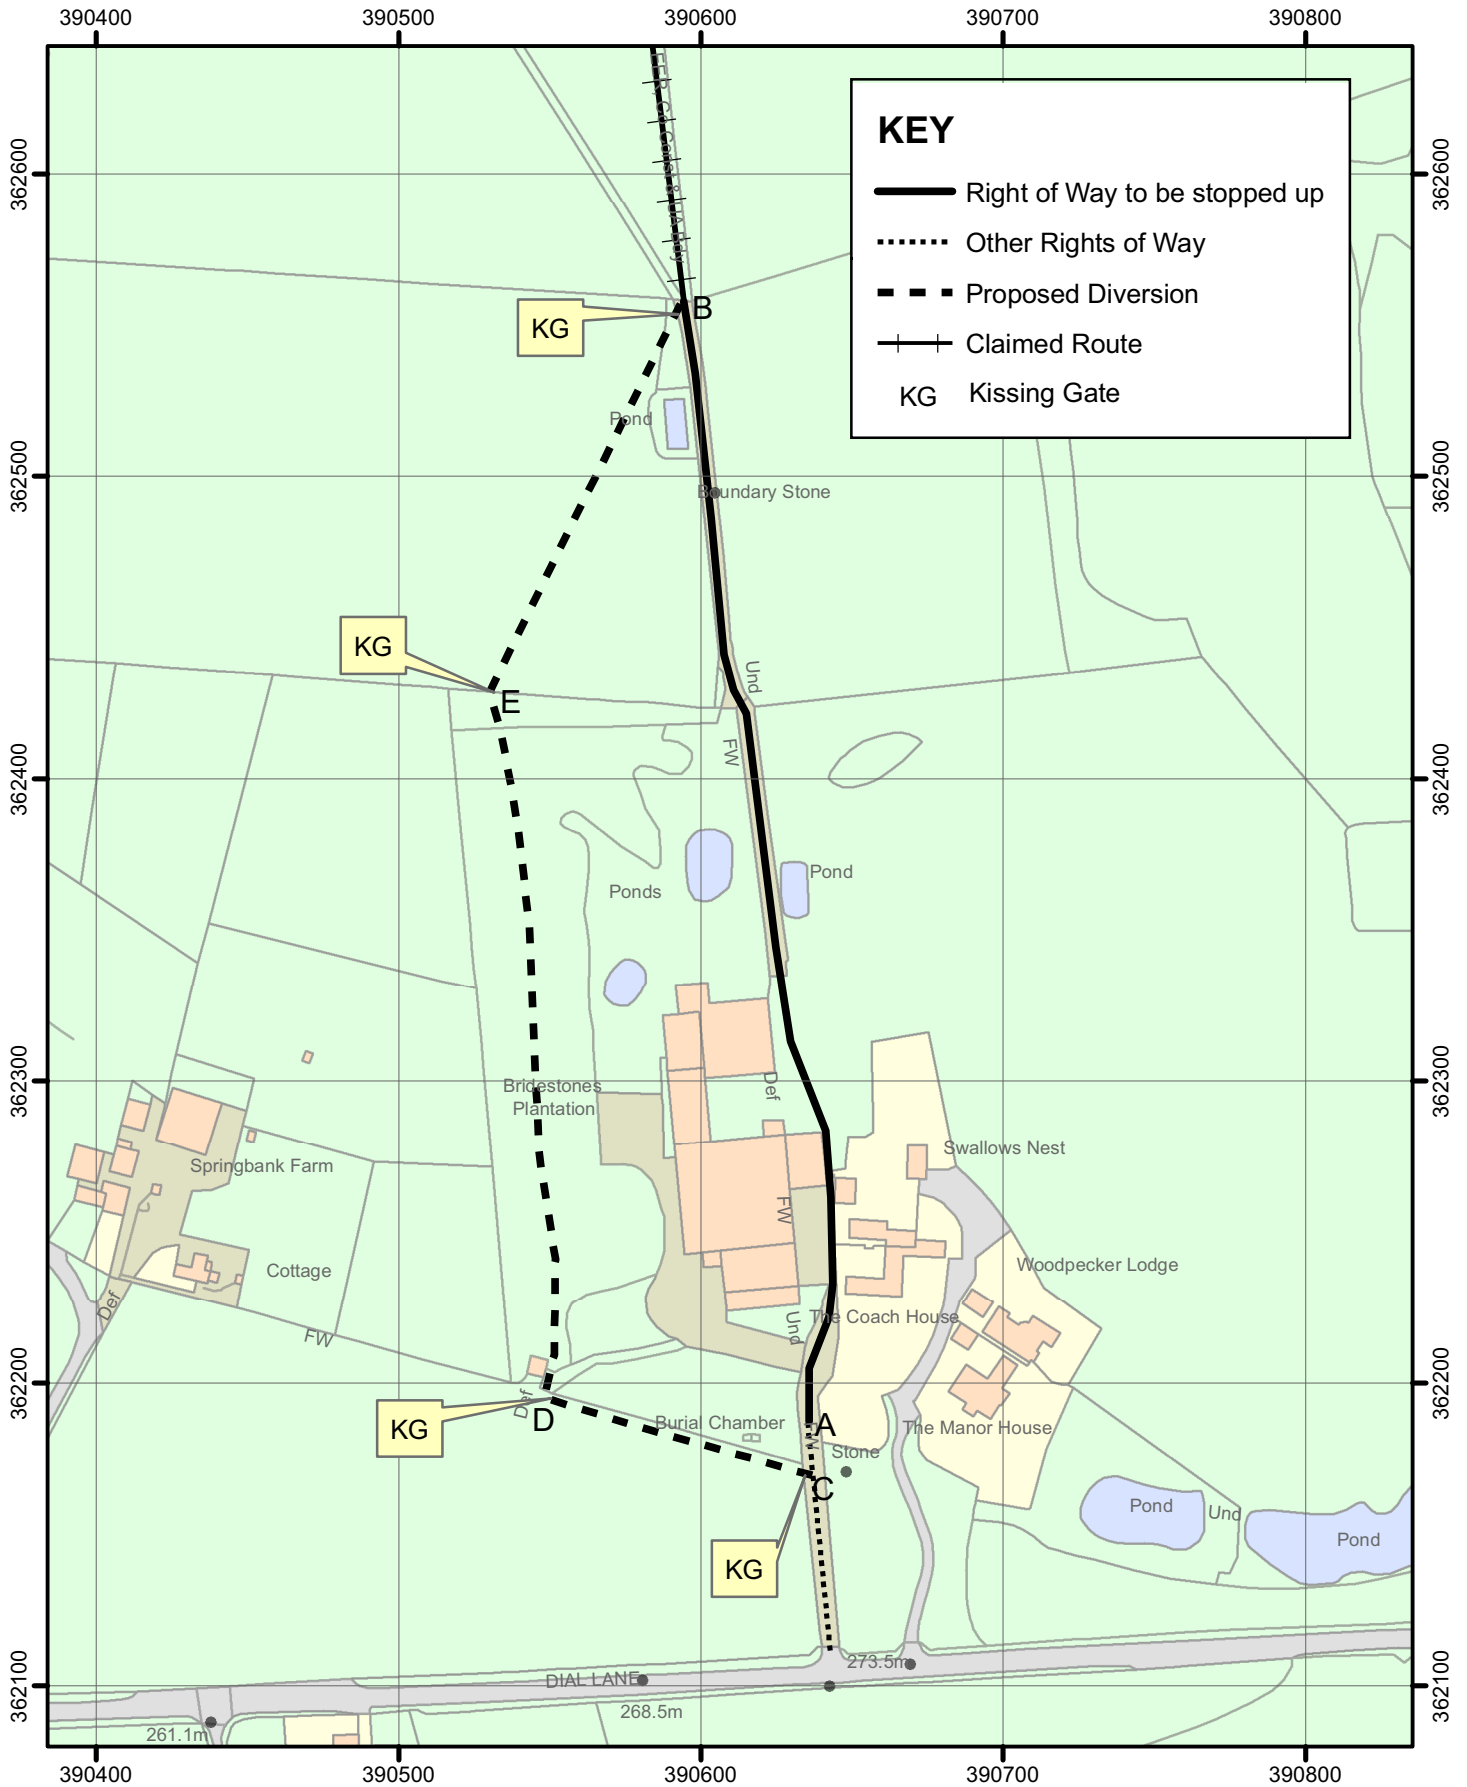 390400 390500 390600 390700 390800
KEY
Right of Way to be stopped up
Other Rights of Way
Proposed Diversion
Claimed Route
KG Kissing Gate
362600 362600
B
KG
Pond
362500 362500
Boundary Stone
KG
E
Und
FW
362400 362400
Pond
Ponds
362300 362300
Bridestones
Plantation
Def
Swallows Nest
Springbank Farm
FW
Cottage
Woodpecker Lodge
Def
FW
Und
The Coach House
362200 362200
Def
KG
D
Burial Chamber
A
The Manor House
Stone
C
Pond
Und
Pond
KG
273.5m
DIAL LANE
362100 362100
268.5m
261.1m
390400 390500 390600 390700 390800